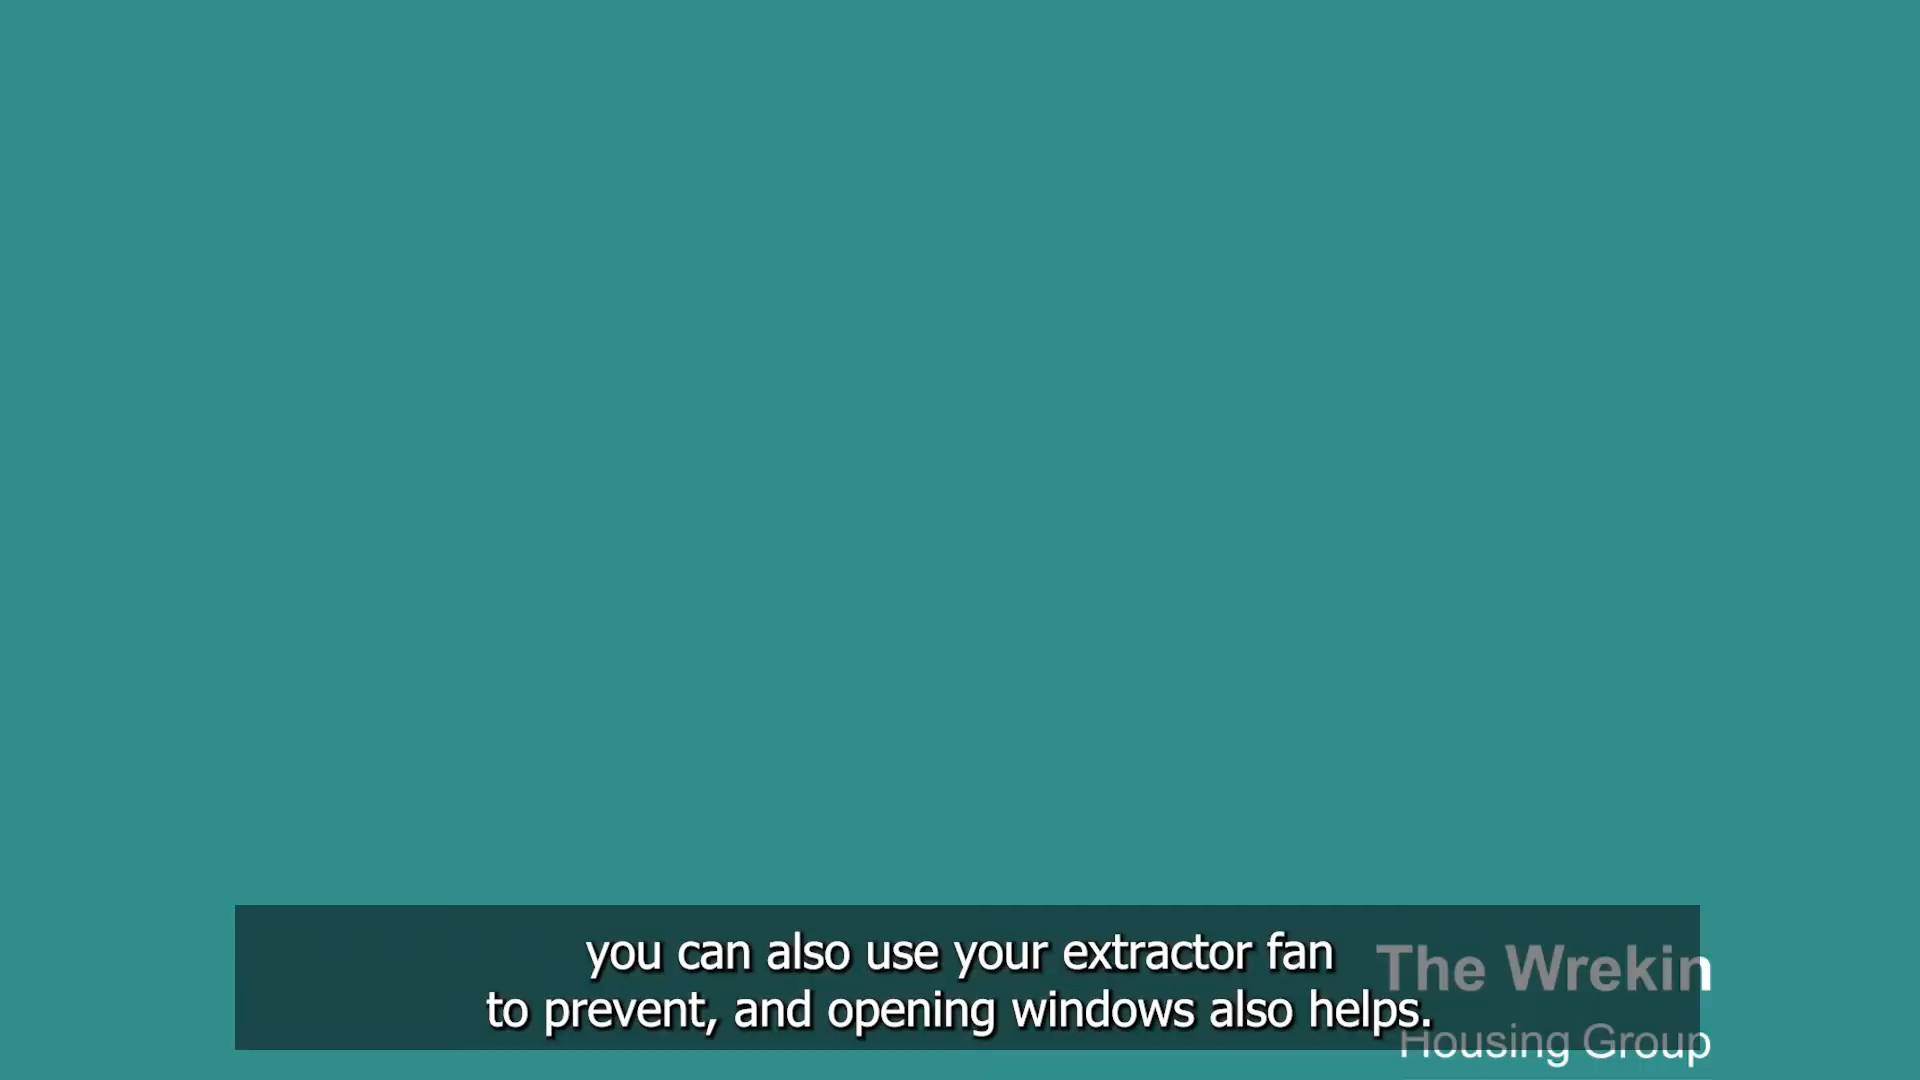 you can also use your extractor fan
to prevent, and opening windows also helps.
The Wrekin
Housing Group